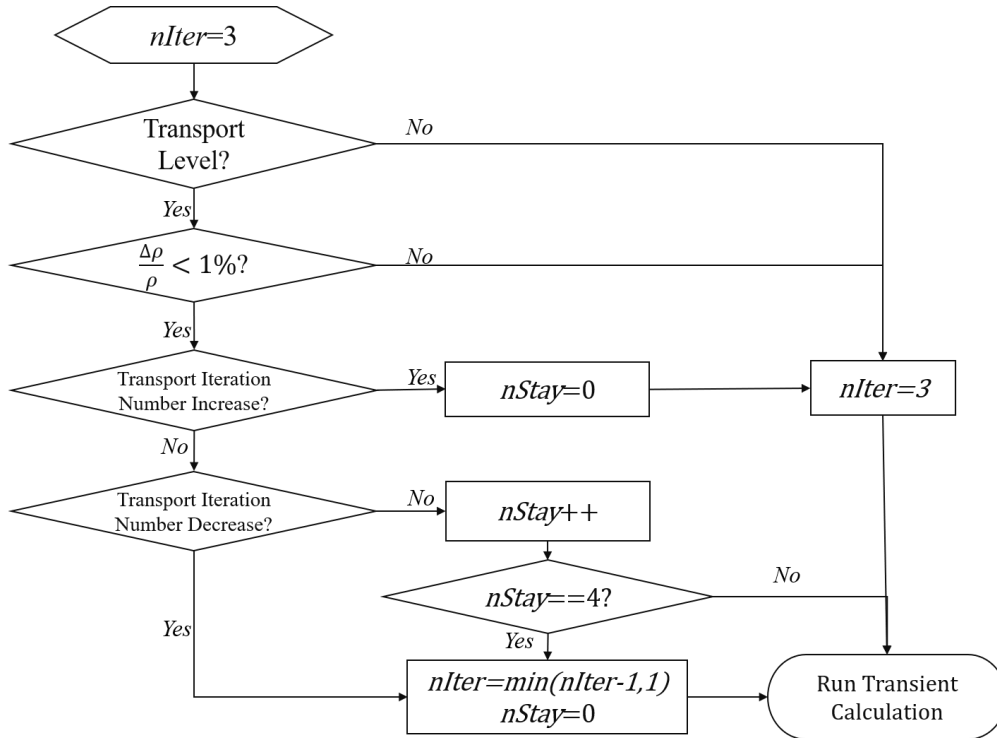 nIter=3
Transport
Level?
No
Yes
Δρ/ρ < 1%?
No
Yes
Transport Iteration
Number Increase?
Yes
nStay=0
nIter=3
No
Transport Iteration
Number Decrease?
No
nStay++
nStay==4?
No
Yes
Yes
nIter=min(nIter-1,1)
nStay=0
Run Transient
Calculation